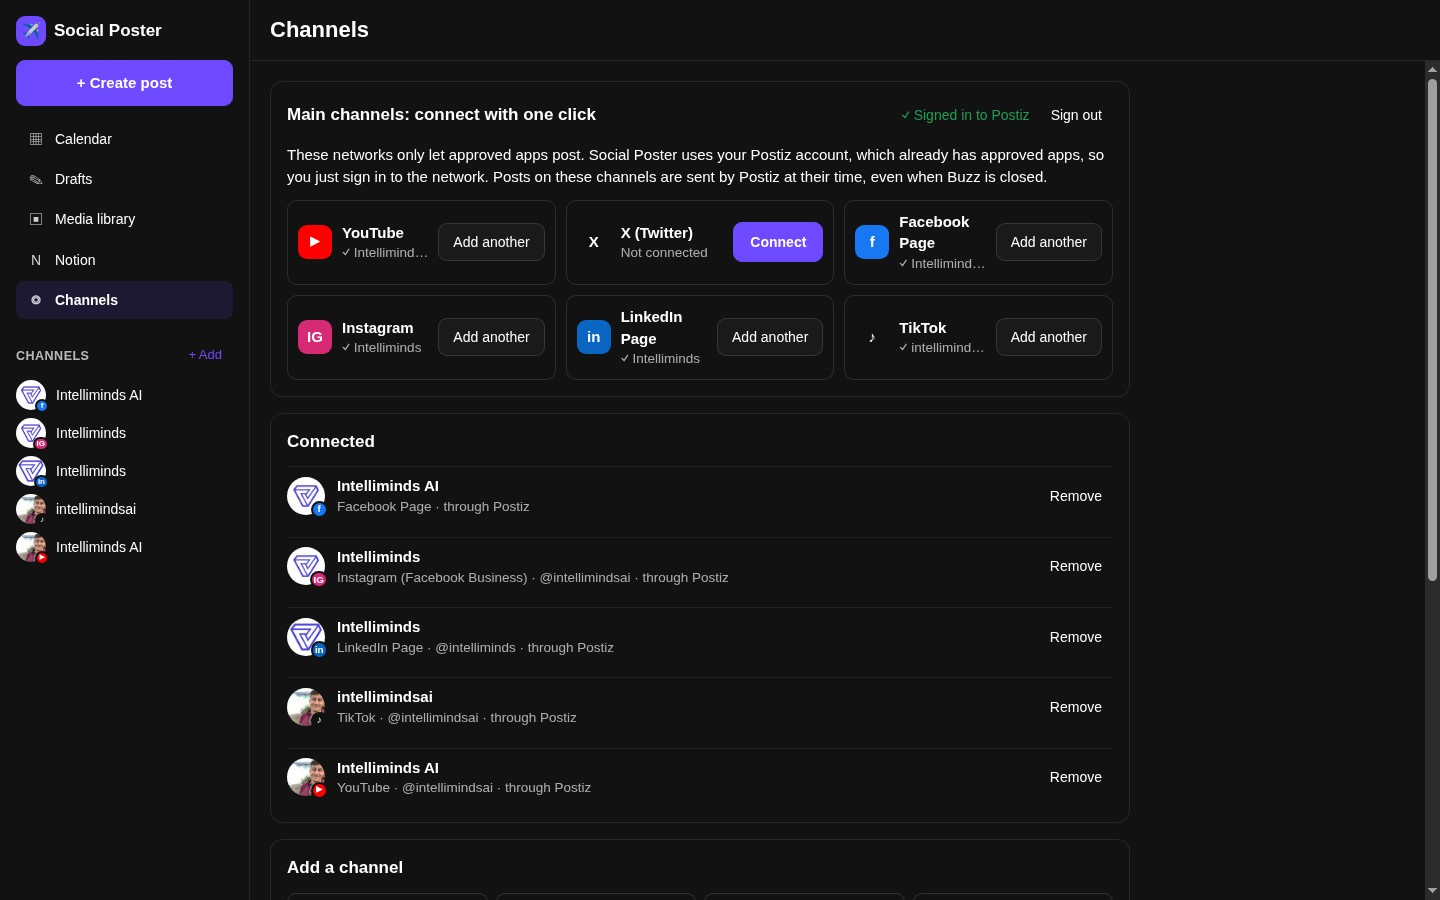 Social Poster
+ Create post
Calendar
Drafts
Media library
N Notion
Channels
CHANNELS
+ Add
f
Intelliminds AI
IG
Intelliminds
in
Intelliminds
intellimindsai
Intelliminds AI
Channels
Main channels: connect with one click
✓ Signed in to Postiz
Sign out
These networks only let approved apps post. Social Poster uses your Postiz account, which already has approved apps, so
you just sign in to the network. Posts on these channels are sent by Postiz at their time, even when Buzz is closed.
YouTube
✓ Intellimind…
Add another
X
X (Twitter)
Not connected
Connect
f
Facebook
Page
✓ Intellimind…
Add another
IG
Instagram
✓ Intelliminds
Add another
in
LinkedIn
Page
✓ Intelliminds
Add another
♪
TikTok
✓ intellimind…
Add another
Connected
Intelliminds AI
f
Facebook Page · through Postiz
Remove
Intelliminds
IG
Instagram (Facebook Business) · @intellimindsai · through Postiz
Remove
Intelliminds
in
LinkedIn Page · @intelliminds · through Postiz
Remove
intellimindsai
TikTok · @intellimindsai · through Postiz
Remove
Intelliminds AI
YouTube · @intellimindsai · through Postiz
Remove
Add a channel